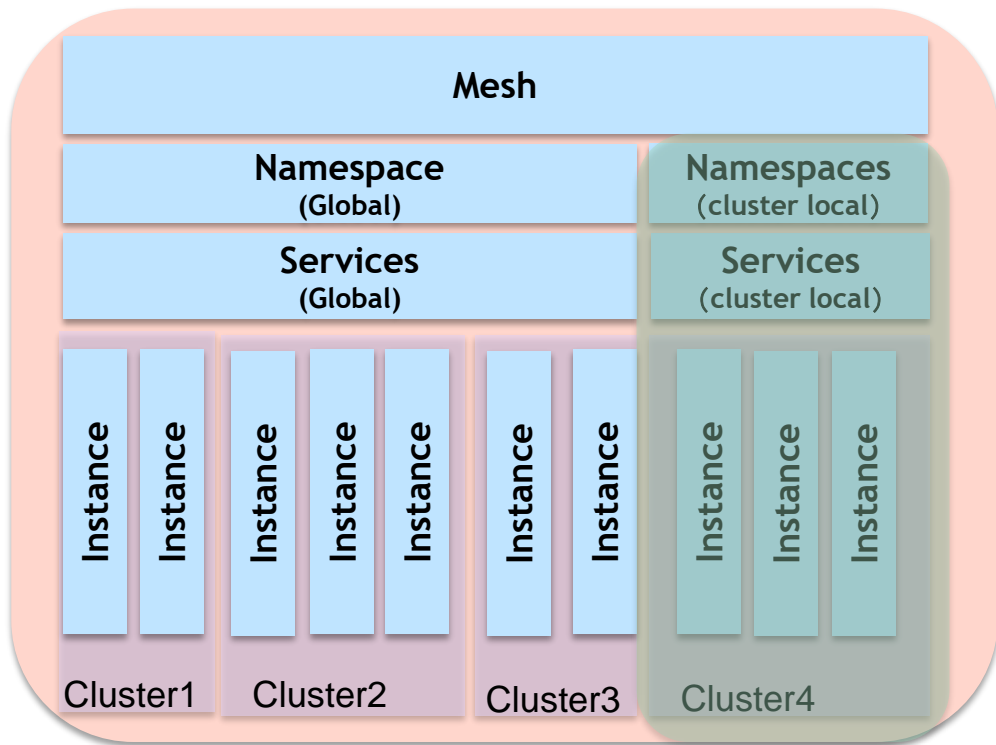 Mesh
Namespace
(Global)
Namespaces
(cluster local)
Services
(Global)
Services
(cluster local)
Instance
Instance
Instance
Instance
Instance
Instance
Instance
Instance
Instance
Instance
Cluster1
Cluster2
Cluster3
Cluster4